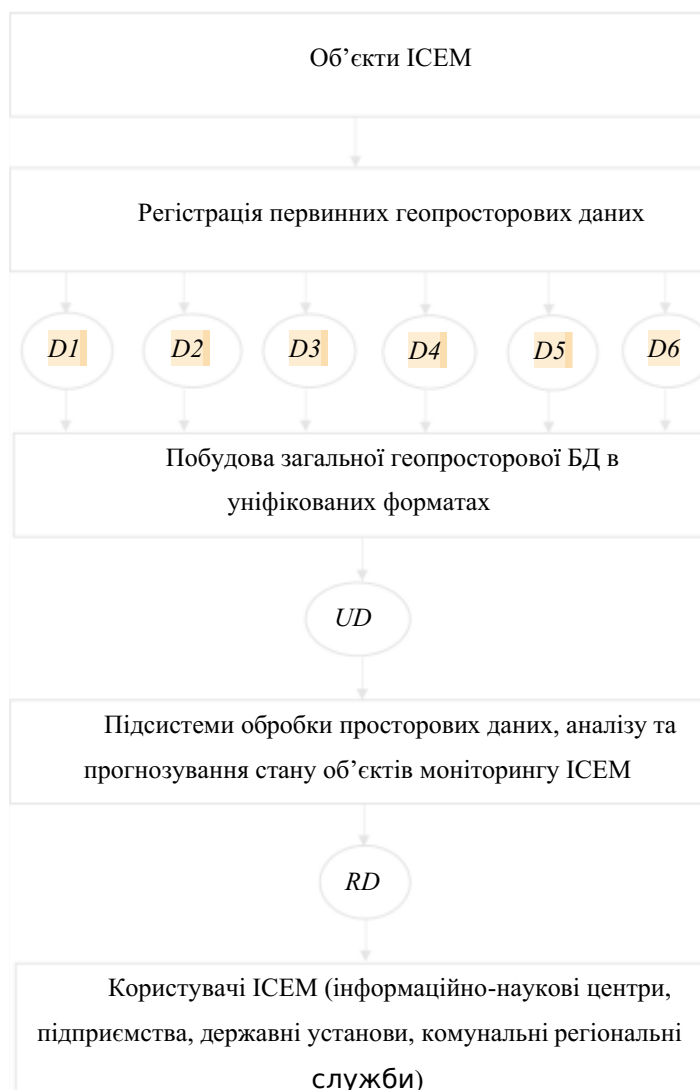 Об’єкти ІСЕМ
Регістрація первинних геопросторових даних
D1 D2 D3 D4 D5 D6
Побудова загальної геопросторової БД в
уніфікованих форматах
UD
Підсистеми обробки просторових даних, аналізу та
прогнозування стану об’єктів моніторингу ІСЕМ
RD
Користувачі ІСЕМ (інформаційно-наукові центри,
підприємства, державні установи, комунальні регіональні
служби)